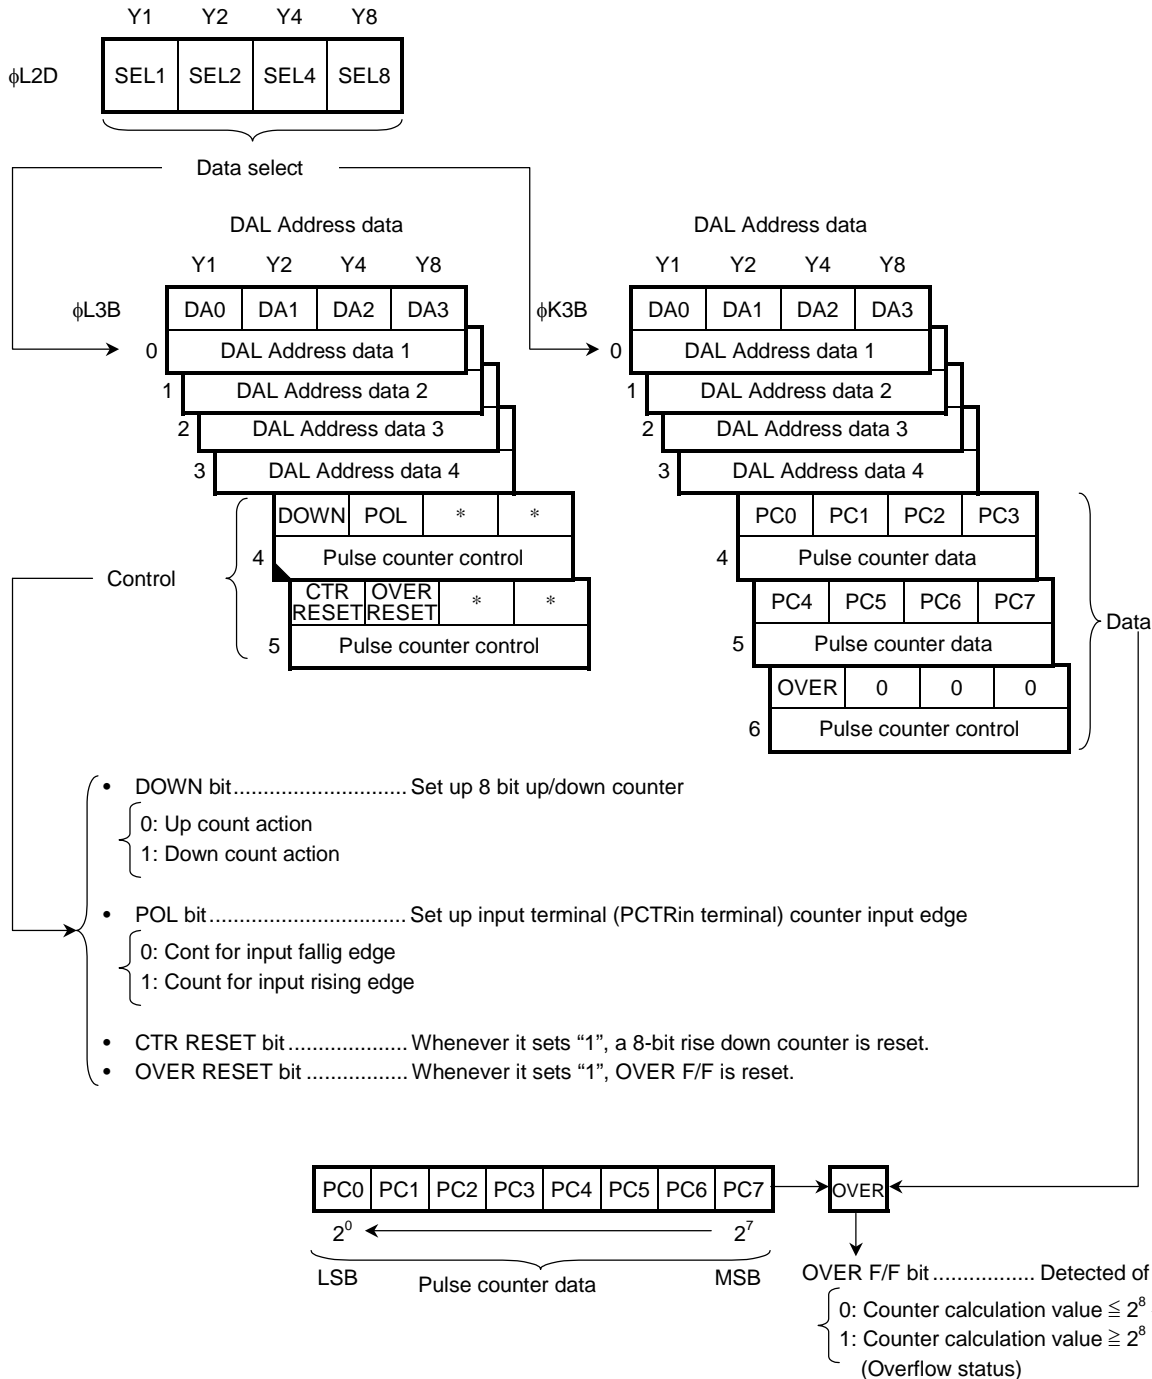 Y1 Y2 Y4 Y8
ϕL2D SEL1 SEL2 SEL4 SEL8
Data select
DAL Address data
Y1 Y2 Y4 Y8
ϕL3B DA0 DA1 DA2 DA3
0 DAL Address data 1
1 DAL Address data 2
2 DAL Address data 3
3 DAL Address data 4
DOWN POL * *
4 Pulse counter control
CTR RESET OVER RESET * *
5 Pulse counter control
Control
DAL Address data
Y1 Y2 Y4 Y8
ϕK3B DA0 DA1 DA2 DA3
0 DAL Address data 1
1 DAL Address data 2
2 DAL Address data 3
3 DAL Address data 4
PC0 PC1 PC2 PC3
4 Pulse counter data
PC4 PC5 PC6 PC7
5 Pulse counter data
OVER 0 0 0
6 Pulse counter control
Data
• DOWN bit.............................. Set up 8 bit up/down counter
0: Up count action
1: Down count action
• POL bit.................................. Set up input terminal (PCTRin terminal) counter input edge
0: Cont for input fallig edge
1: Count for input rising edge
• CTR RESET bit ..................... Whenever it sets “1”, a 8-bit rise down counter is reset.
• OVER RESET bit .................. Whenever it sets “1”, OVER F/F is reset.
PC0 PC1 PC2 PC3 PC4 PC5 PC6 PC7 OVER
2⁰ 2⁷
LSB Pulse counter data MSB
OVER F/F bit .................. Detected of
0: Counter calculation value ≦ 2⁸
1: Counter calculation value ≧ 2⁸
(Overflow status)